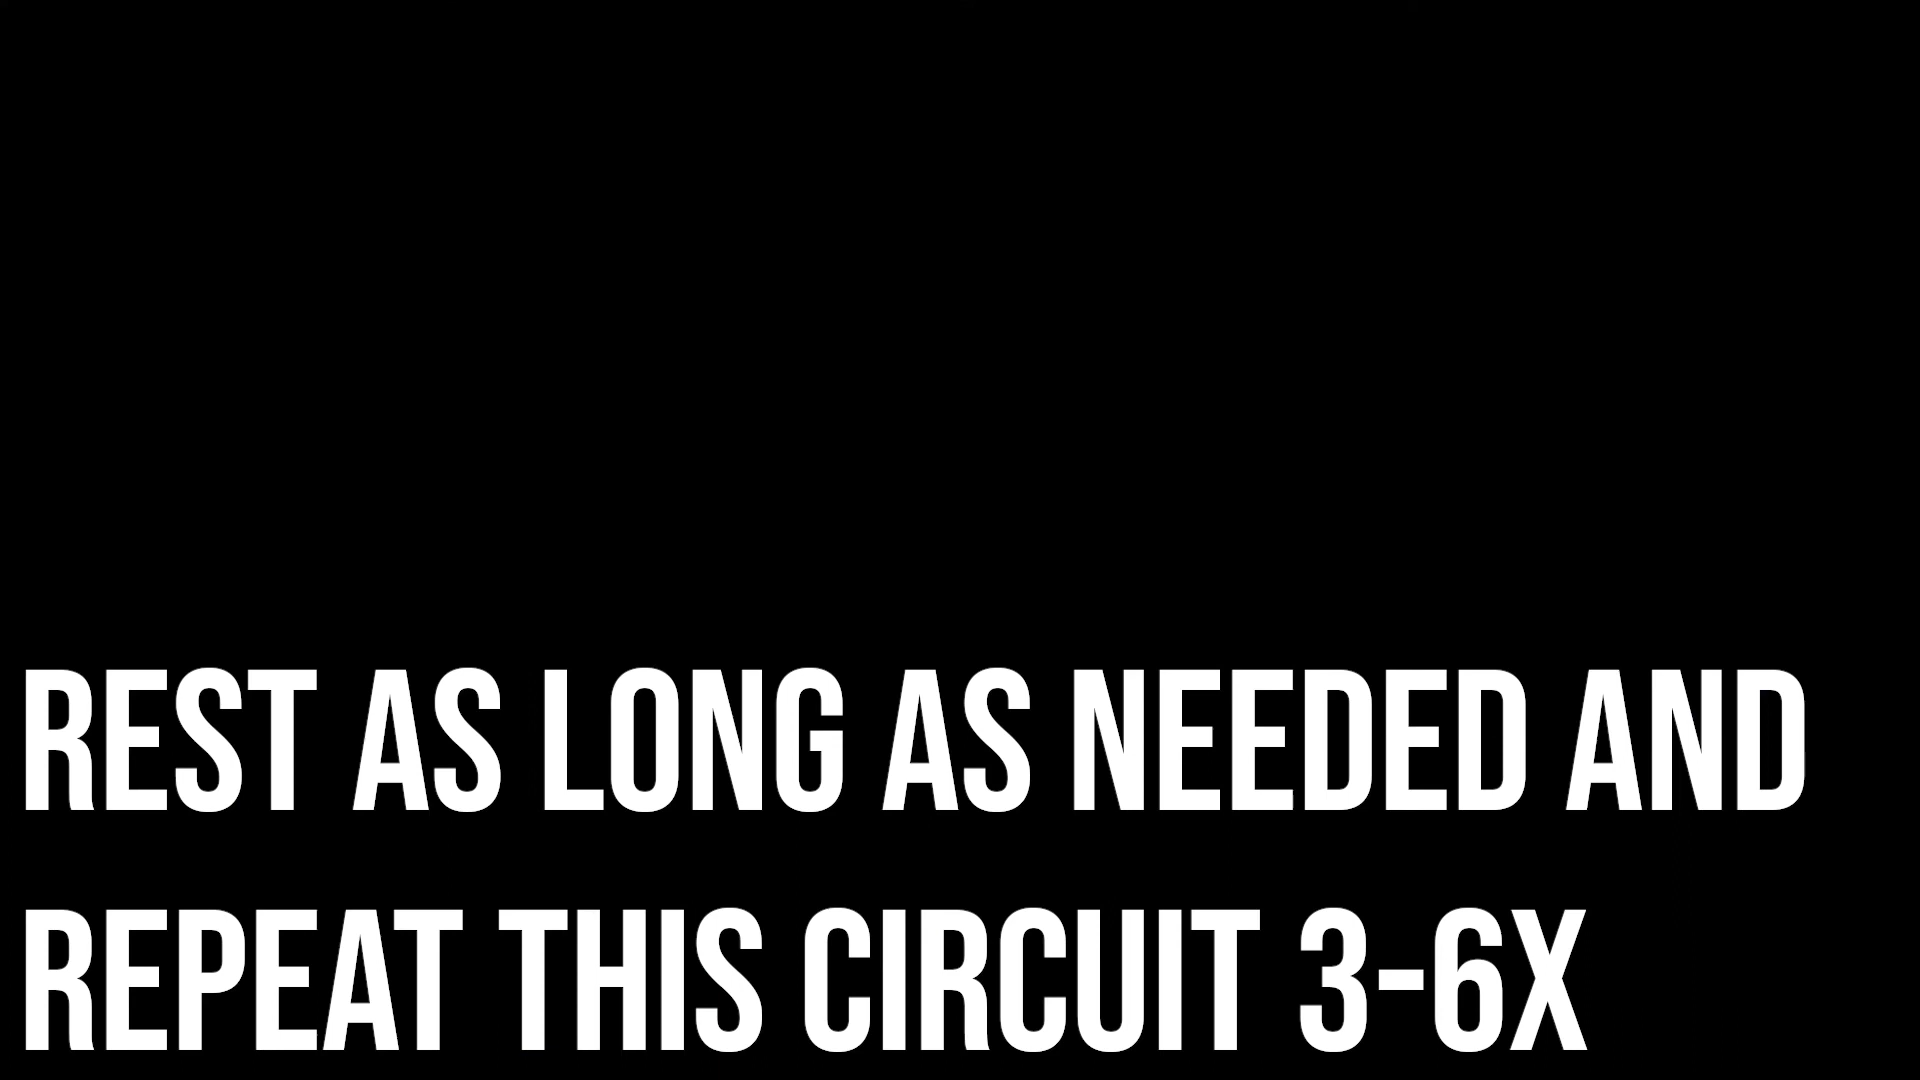 REST AS LONG AS NEEDED AND
REPEAT THIS CIRCUIT 3-6X